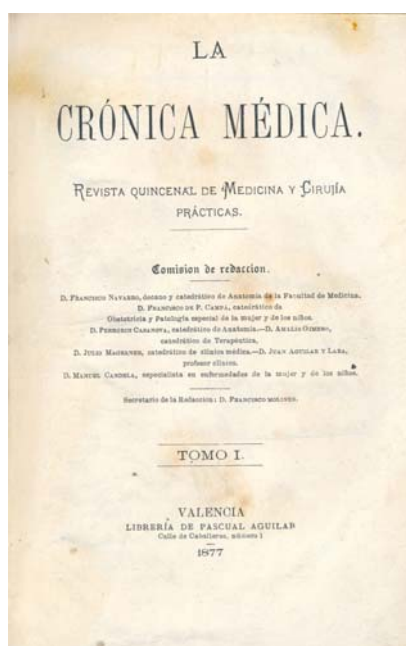 LA
CRÓNICA MÉDICA.
REVISTA QUINCENAL DE MEDICINA Y CIRUJÍA
PRÁCTICAS.
Comision de redaccion.
D. FRANCISCO NAVARRO, decano y catedrático de Anatomía de la Facultad de Medicina.
D. FRANCISCO DE P. CAMPÁ, catedrático de
Obstetricia y Patología especial de la mujer y de los niños.
D. PEREGRIN CASANOVA, catedrático de Anatomía.—D. AMALIO GIMENO,
catedrático de Terapéutica,
D. JULIO MAGRANER, catedrático de clínica médica.—D. JUAN AGUILAR Y LARA,
profesor clínico.
D. MANUEL CANDELA, especialista en enfermedades de la mujer y de los niños.
Secretario de la Redaccion: D. FRANCISCO MOLINER.
TOMO I.
VALENCIA
LIBRERÍA DE PASCUAL AGUILAR
Calle de Caballeros, número 1
1877